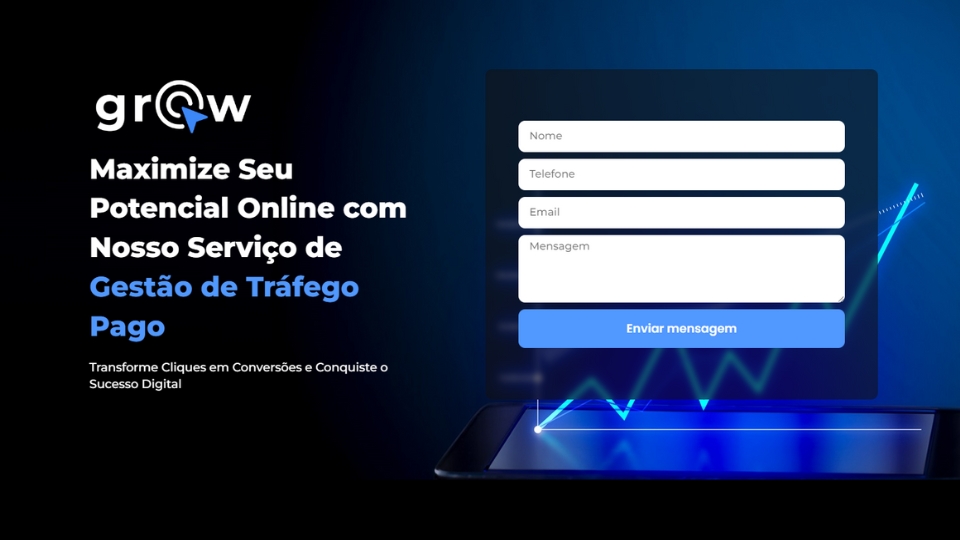 grow
Maximize Seu
Potencial Online com
Nosso Serviço de
Gestão de Tráfego
Pago
Transforme Cliques em Conversões e Conquiste o
Sucesso Digital
Nome
Telefone
Email
Mensagem
Enviar mensagem